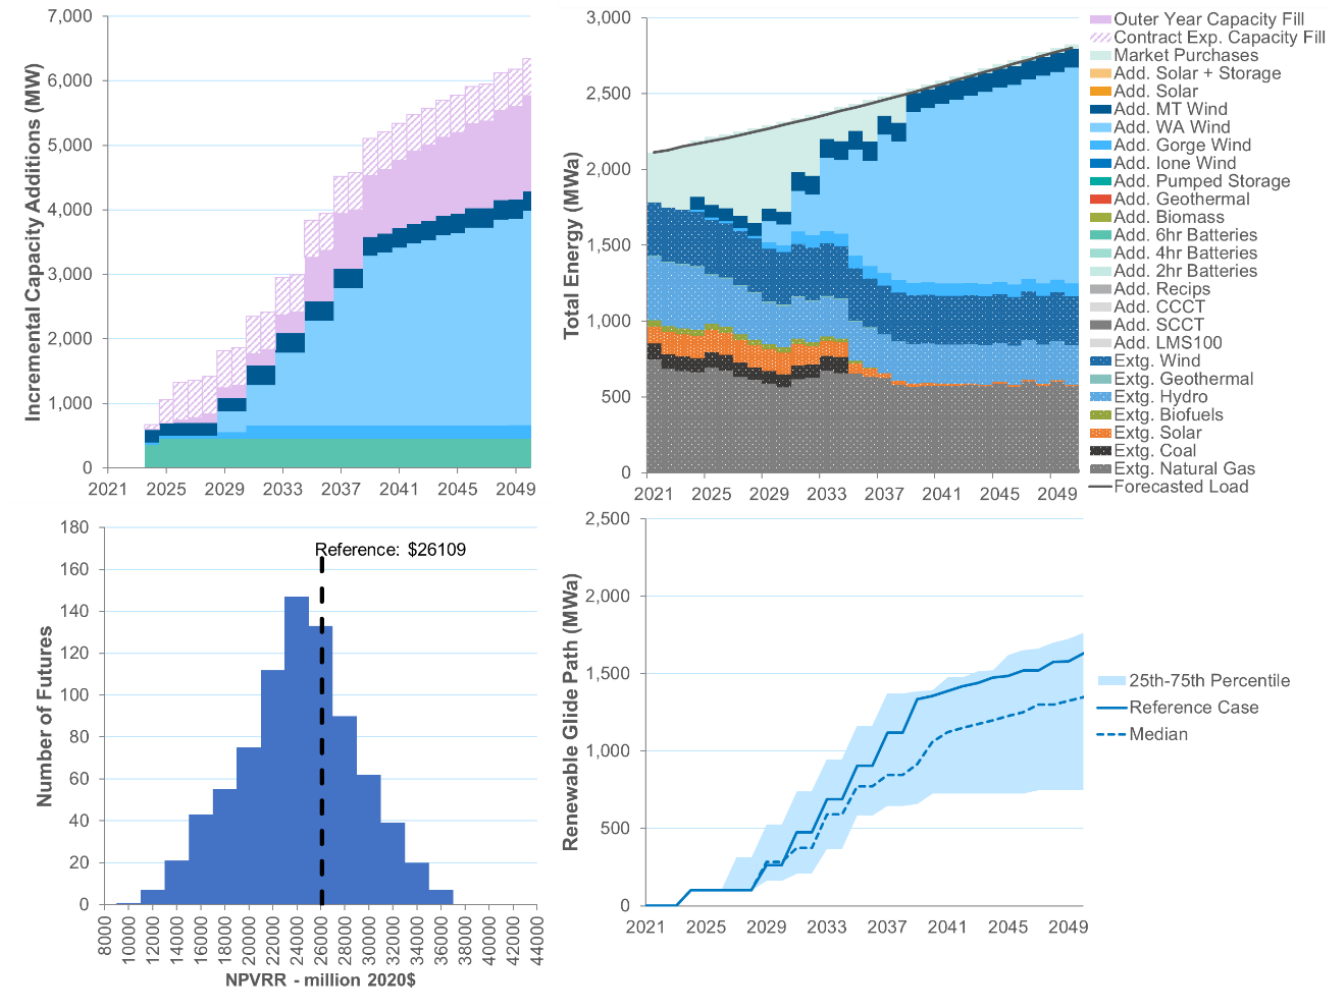 Incremental Capacity Additions (MW)
7,000
6,000
5,000
4,000
3,000
2,000
1,000
0
2021 2025 2029 2033 2037 2041 2045 2049
Total Energy (MWa)
3,000
2,500
2,000
1,500
1,000
500
0
2021 2025 2029 2033 2037 2041 2045 2049
Outer Year Capacity Fill
Contract Exp. Capacity Fill
Market Purchases
Add. Solar + Storage
Add. Solar
Add. MT Wind
Add. WA Wind
Add. Gorge Wind
Add. Ione Wind
Add. Pumped Storage
Add. Geothermal
Add. Biomass
Add. 6hr Batteries
Add. 4hr Batteries
Add. 2hr Batteries
Add. Recips
Add. CCCT
Add. SCCT
Add. LMS100
Extg. Wind
Extg. Geothermal
Extg. Hydro
Extg. Biofuels
Extg. Solar
Extg. Coal
Extg. Natural Gas
Forecasted Load
Number of Futures
180
160
140
120
100
80
60
40
20
0
Reference: $26109
8000 10000 12000 14000 16000 18000 20000 22000 24000 26000 28000 30000 32000 34000 36000 38000 40000 42000 44000
NPVRR - million 2020$
Renewable Glide Path (MWa)
2,500
2,000
1,500
1,000
500
0
2021 2025 2029 2033 2037 2041 2045 2049
25th-75th Percentile
Reference Case
Median